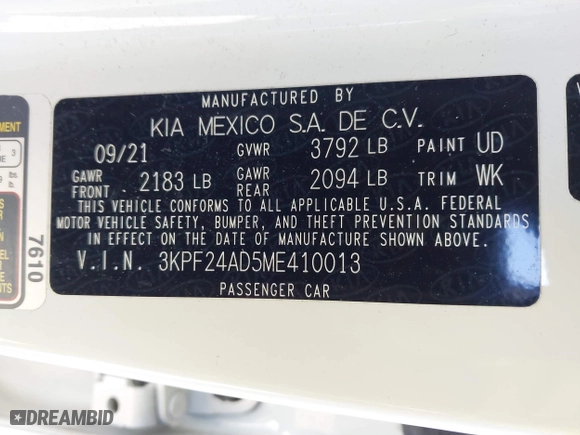 MANUFACTURED BY
KIA MEXICO S.A. DE C.V.
09/21 GVWR 3792 LB PAINT UD
GAWR FRONT 2183 LB GAWR REAR 2094 LB TRIM WK
THIS VEHICLE CONFORMS TO ALL APPLICABLE U.S.A. FEDERAL
MOTOR VEHICLE SAFETY, BUMPER, AND THEFT PREVENTION STANDARDS
IN EFFECT ON THE DATE OF MANUFACTURE SHOWN ABOVE.
V.I.N. 3KPF24AD5ME410013
PASSENGER CAR
7610
3
DREAMBID